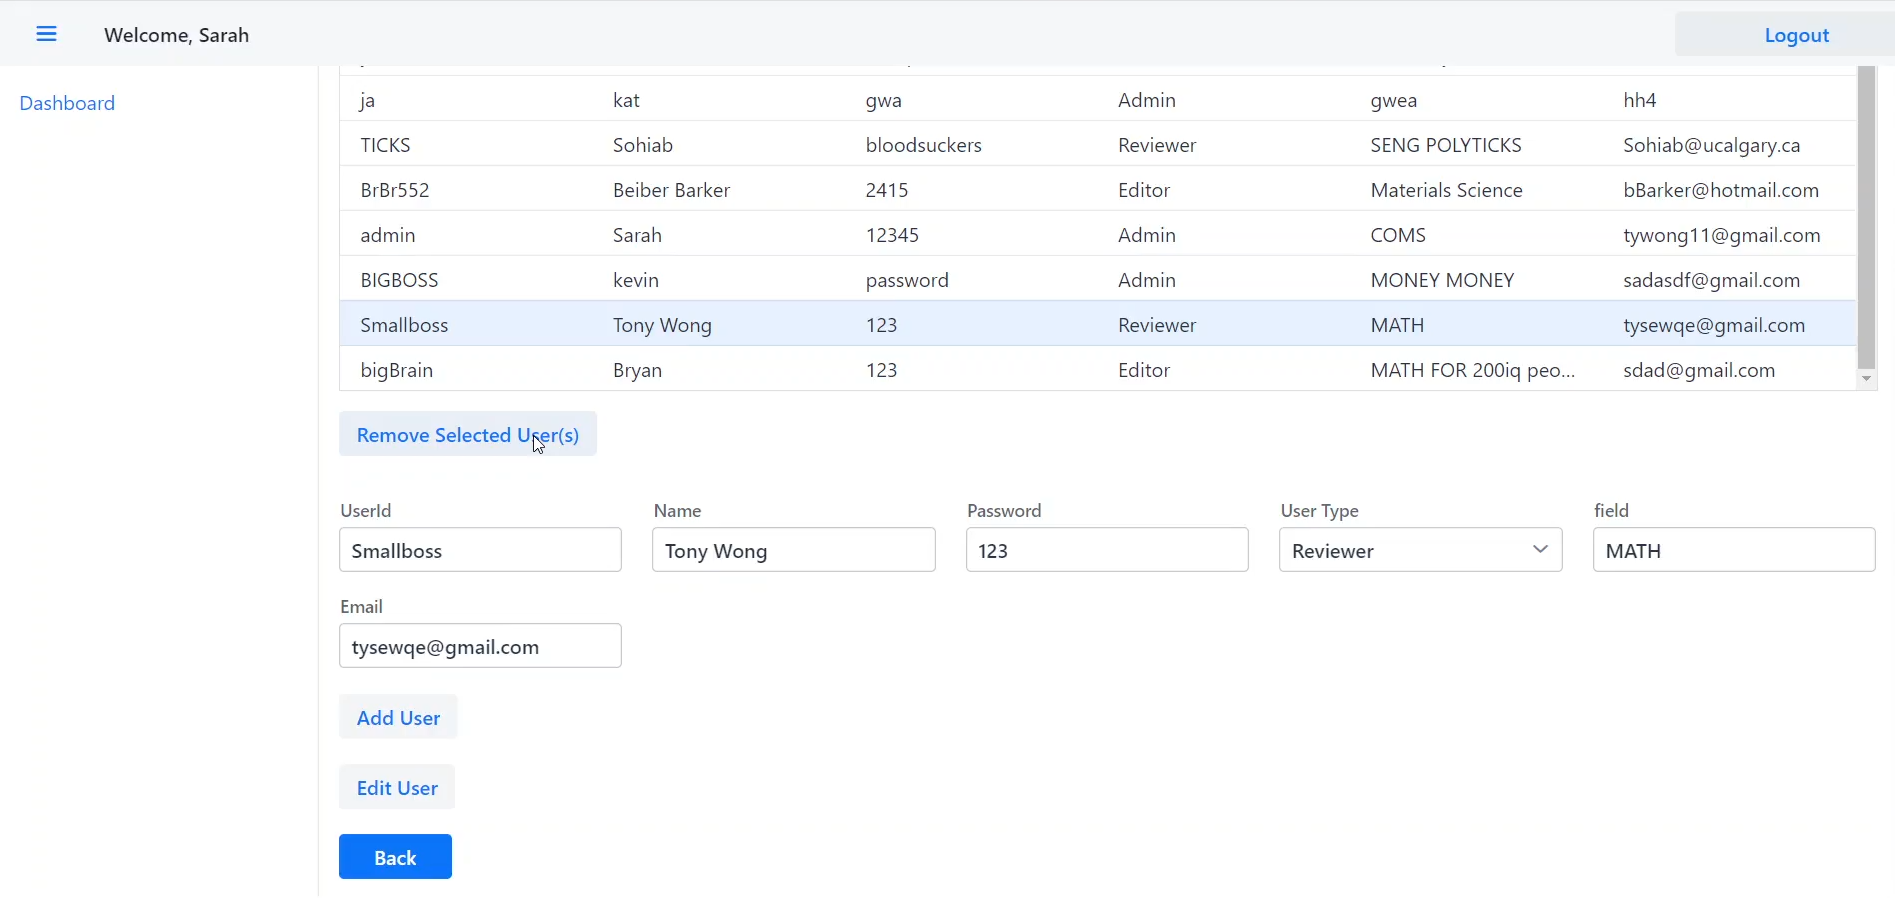 Welcome, Sarah
Logout
Dashboard
ja kat gwa Admin gwea hh4
TICKS Sohiab bloodsuckers Reviewer SENG POLYTICKS Sohiab@ucalgary.ca
BrBr552 Beiber Barker 2415 Editor Materials Science bBarker@hotmail.com
admin Sarah 12345 Admin COMS tywong11@gmail.com
BIGBOSS kevin password Admin MONEY MONEY sadasdf@gmail.com
Smallboss Tony Wong 123 Reviewer MATH tysewqe@gmail.com
bigBrain Bryan 123 Editor MATH FOR 200iq peo... sdad@gmail.com
Remove Selected User(s)
UserId Name Password User Type field
Smallboss Tony Wong 123 Reviewer MATH
Email
tysewqe@gmail.com
Add User
Edit User
Back